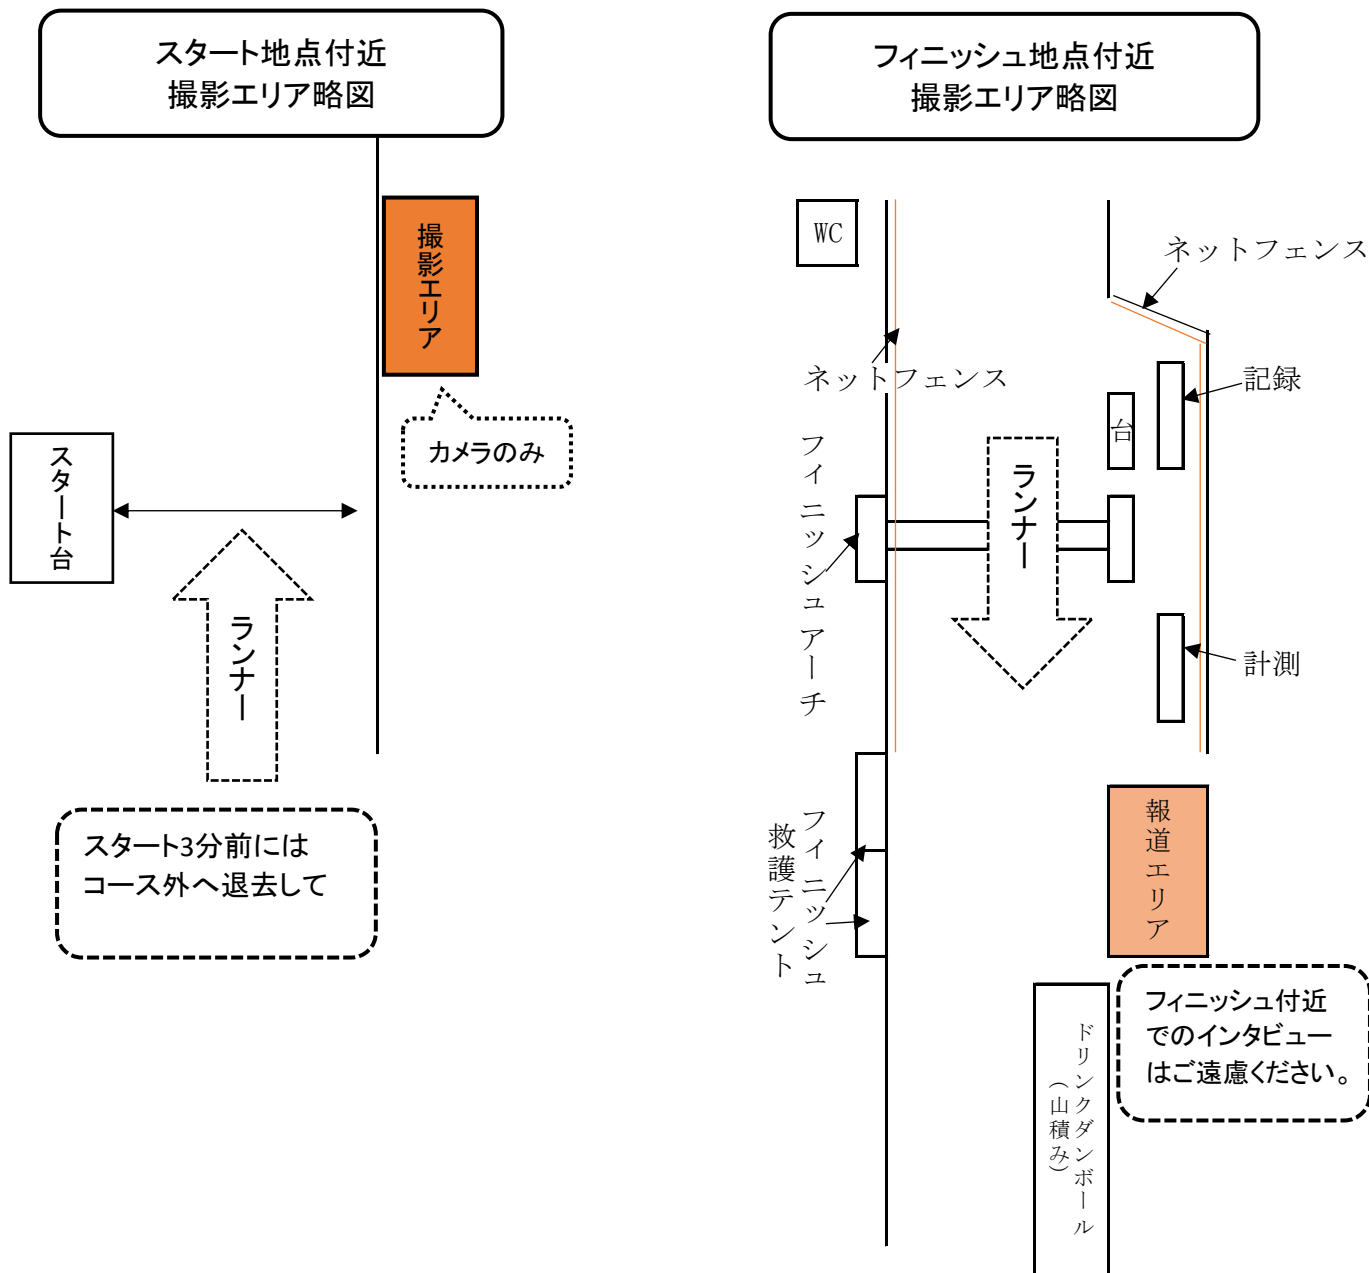 スタート地点付近
撮影エリア略図
撮影エリア
カメラのみ
スタート台
ランナー
スタート3分前には
コース外へ退去して
フィニッシュ地点付近
撮影エリア略図
WC
ネットフェンス
ネットフェンス
記録
台
フィニッシュアーチ
ランナー
計測
フィニッシュ
救護テント
報道エリア
フィニッシュ付近
でのインタビュー
はご遠慮ください。
ドリンクダンボール
（山積み）